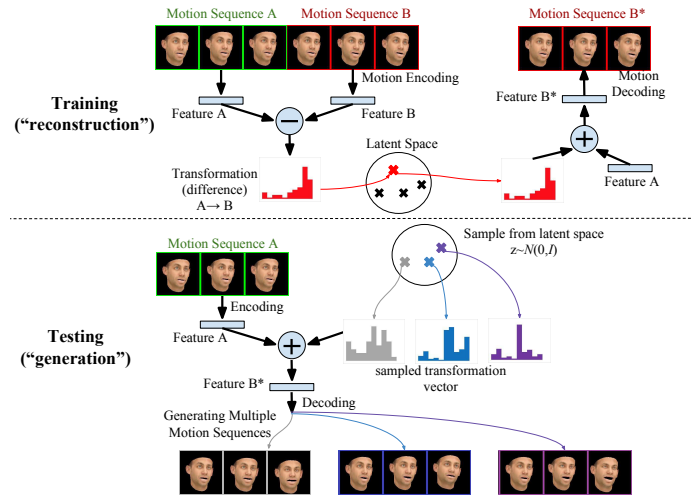 Motion Sequence A
Motion Sequence B
Motion Sequence B*
Motion Encoding
Motion
Decoding
Feature A
Feature B
Feature B*
Training
(“reconstruction”)
−
+
Latent Space
Transformation
(difference)
A→ B
Feature A
Motion Sequence A
Sample from latent space
z~N(0,I)
Encoding
Feature A
Testing
(“generation”)
+
sampled transformation
vector
Feature B*
Decoding
Generating Multiple
Motion Sequences